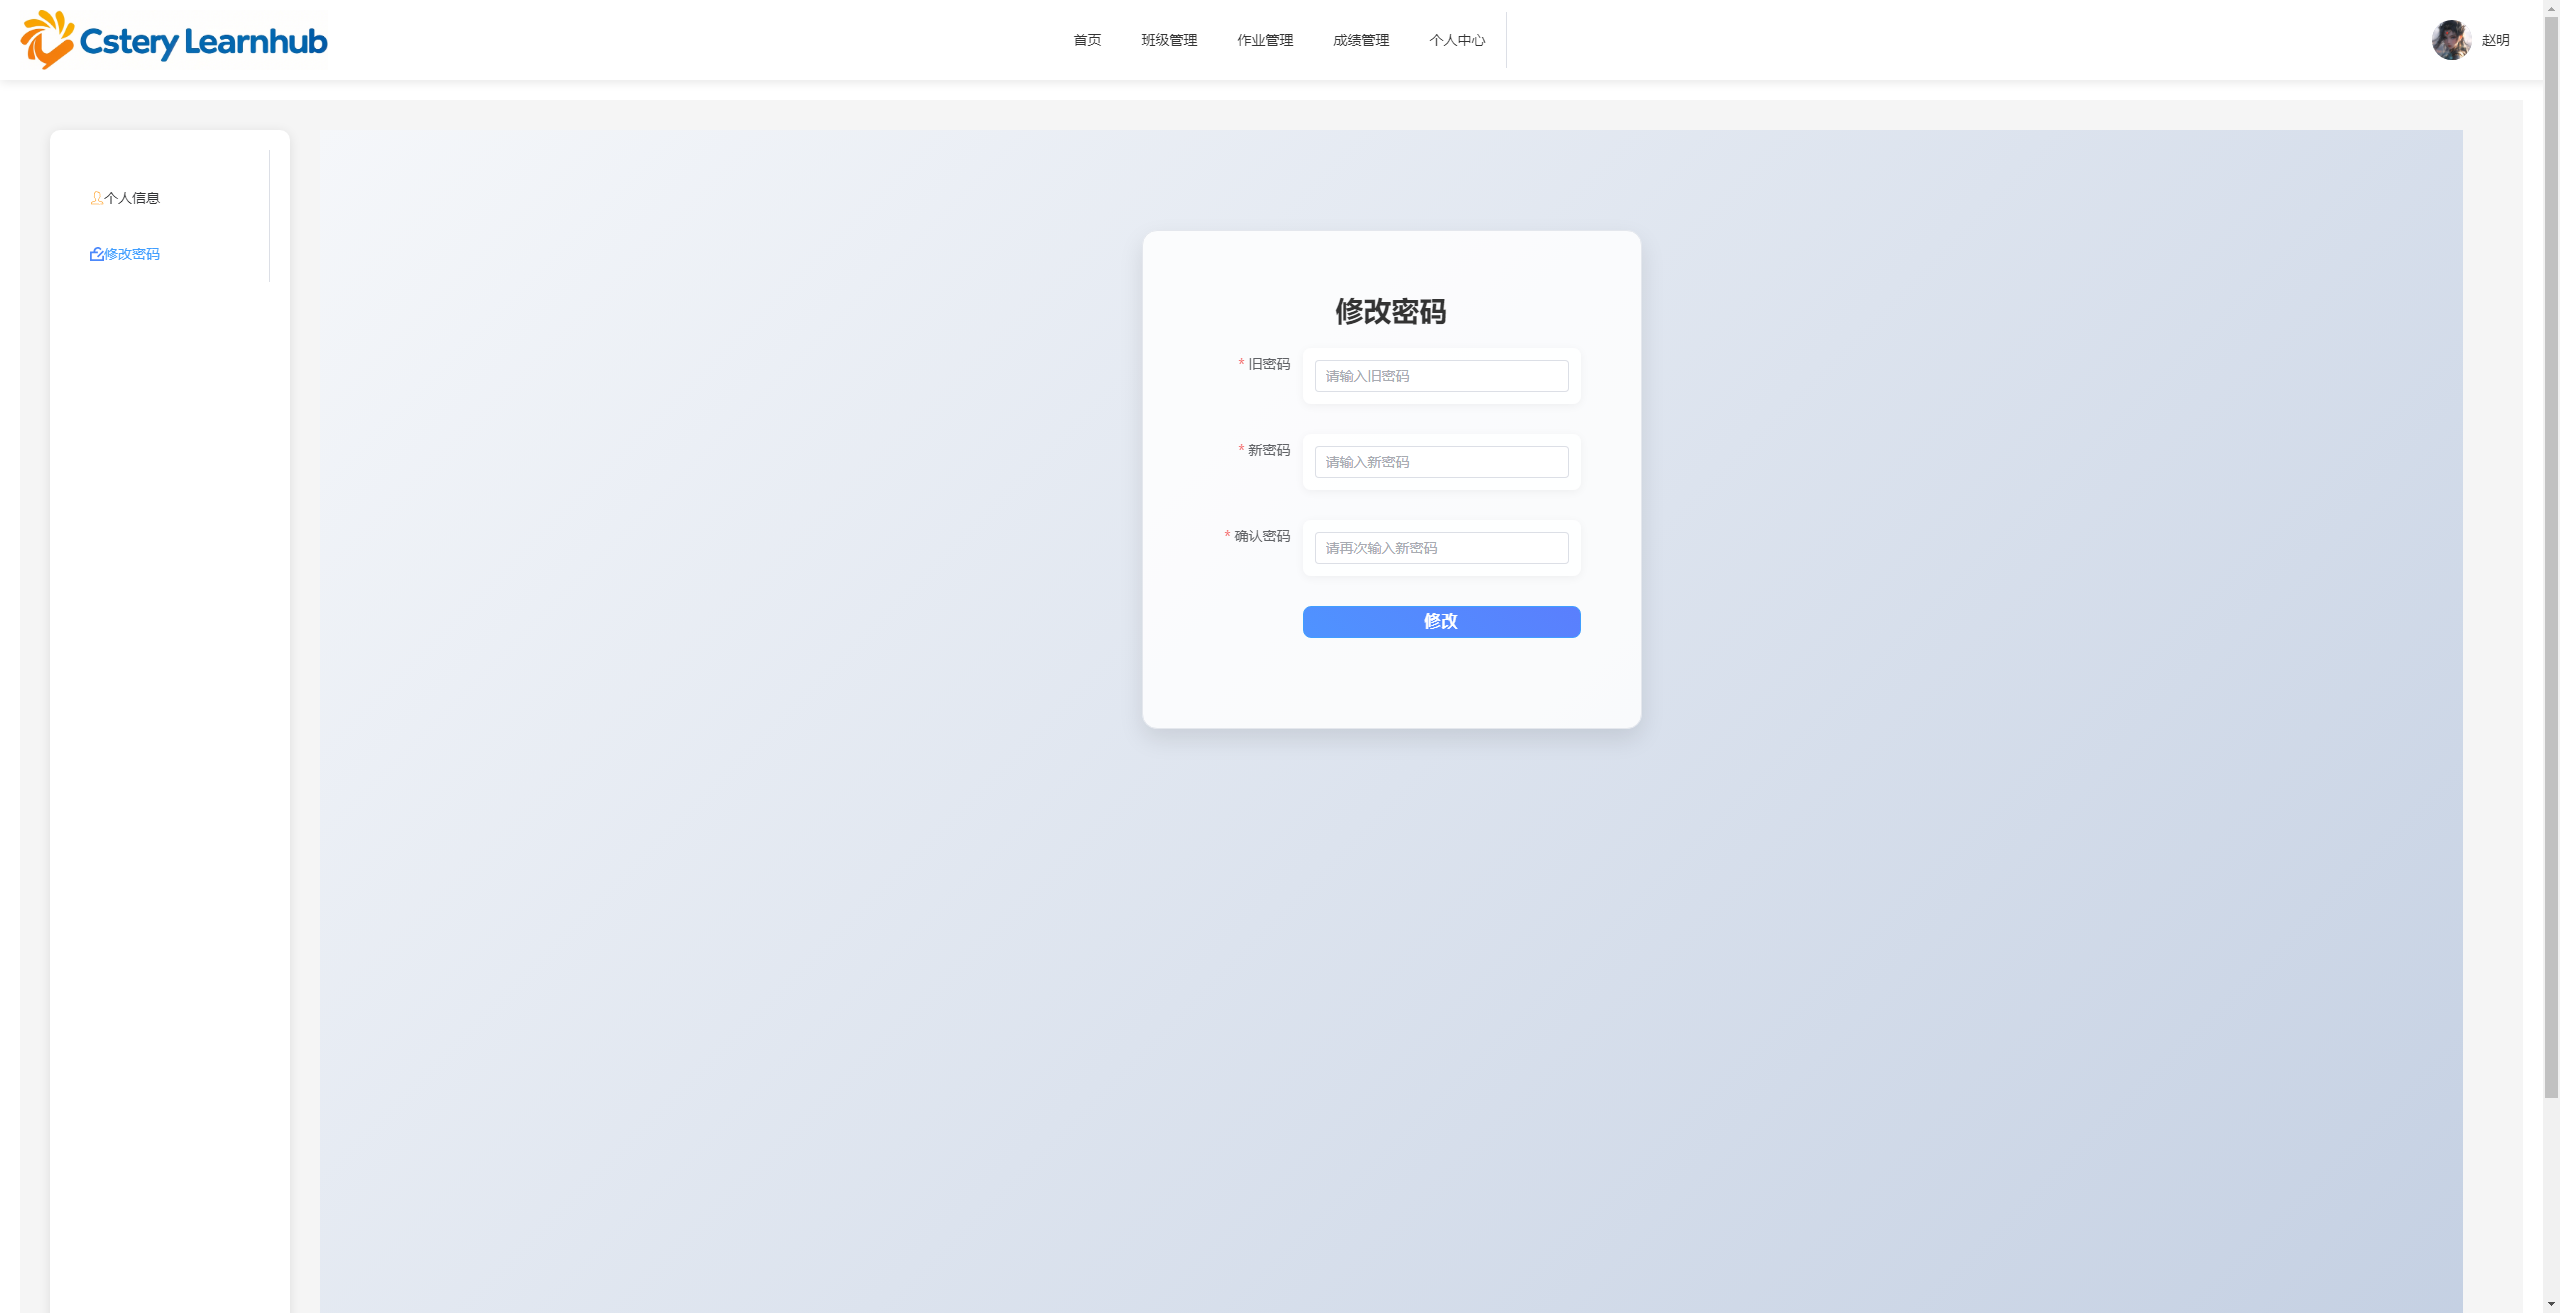 Cstery Learnhub
首页 班级管理 作业管理 成绩管理 个人中心
赵明
个人信息
修改密码
修改密码
* 旧密码
请输入旧密码
* 新密码
请输入新密码
* 确认密码
请再次输入新密码
修改